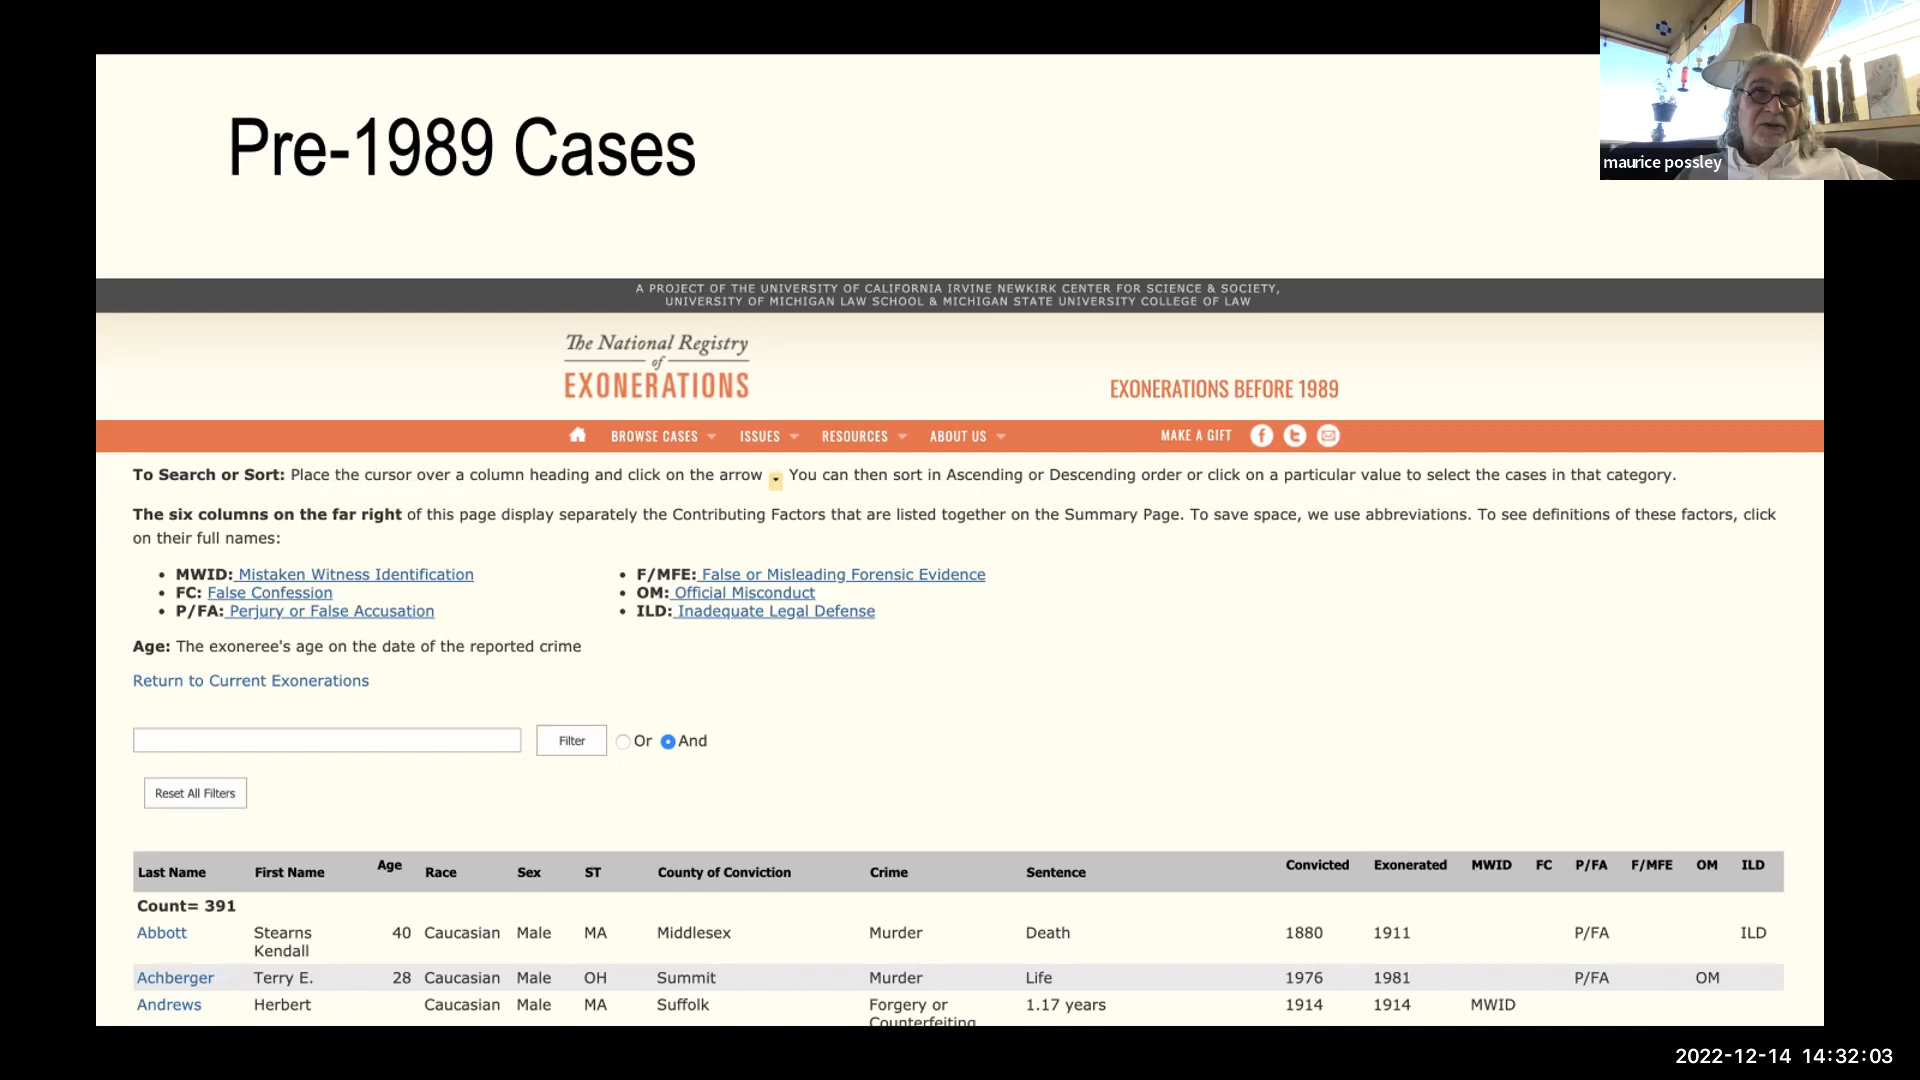 Pre-1989 Cases
maurice possley
A PROJECT OF THE UNIVERSITY OF CALIFORNIA IRVINE NEWKIRK CENTER FOR SCIENCE & SOCIETY,
UNIVERSITY OF MICHIGAN LAW SCHOOL & MICHIGAN STATE UNIVERSITY COLLEGE OF LAW
The National Registry
of
EXONERATIONS
EXONERATIONS BEFORE 1989
BROWSE CASES ISSUES RESOURCES ABOUT US MAKE A GIFT
To Search or Sort: Place the cursor over a column heading and click on the arrow You can then sort in Ascending or Descending order or click on a particular value to select the cases in that category.
The six columns on the far right of this page display separately the Contributing Factors that are listed together on the Summary Page. To save space, we use abbreviations. To see definitions of these factors, click
on their full names:
• MWID: Mistaken Witness Identification
• FC: False Confession
• P/FA: Perjury or False Accusation
• F/MFE: False or Misleading Forensic Evidence
• OM: Official Misconduct
• ILD: Inadequate Legal Defense
Age: The exoneree's age on the date of the reported crime
Return to Current Exonerations
Filter Or And
Reset All Filters
Last Name First Name Age Race Sex ST County of Conviction Crime Sentence Convicted Exonerated MWID FC P/FA F/MFE OM ILD
Count= 391
Abbott Stearns 40 Caucasian Male MA Middlesex Murder Death 1880 1911 P/FA ILD
Kendall
Achberger Terry E. 28 Caucasian Male OH Summit Murder Life 1976 1981 P/FA OM
Andrews Herbert Caucasian Male MA Suffolk Forgery or 1.17 years 1914 1914 MWID
Counterfeiting
2022-12-14 14:32:03